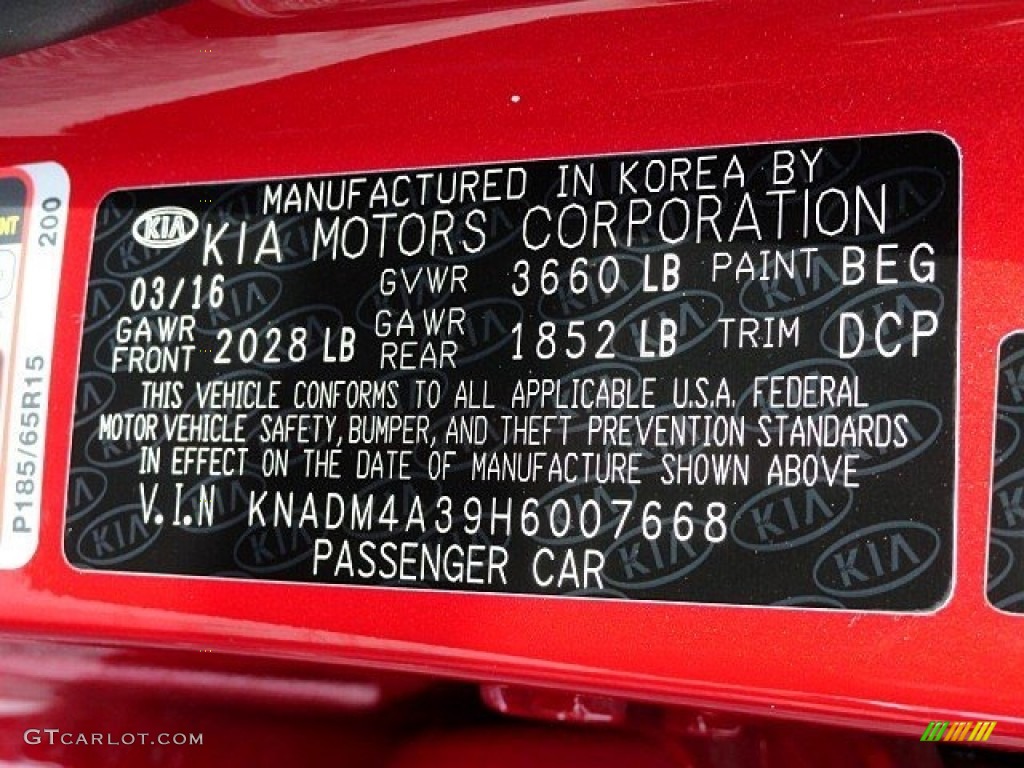 MANUFACTURED IN KOREA BY
KIA KIA MOTORS CORPORATION
03/16 GVWR 3660 LB PAINT BEG
GAWR FRONT 2028 LB GAWR REAR 1852 LB TRIM DCP
THIS VEHICLE CONFORMS TO ALL APPLICABLE U.S.A. FEDERAL
MOTOR VEHICLE SAFETY, BUMPER, AND THEFT PREVENTION STANDARDS
IN EFFECT ON THE DATE OF MANUFACTURE SHOWN ABOVE
V.I.N KNADM4A39H6007668
PASSENGER CAR
P185/65R15 200
GTCARLOT.COM